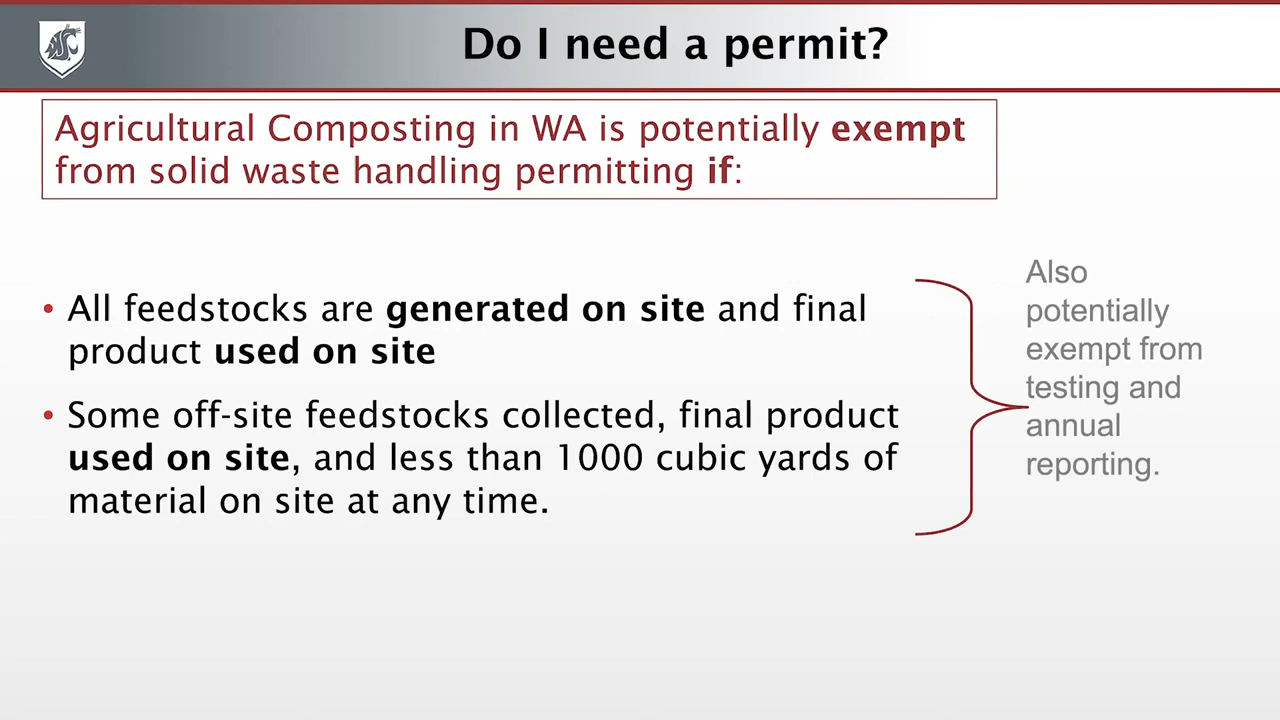 Do I need a permit?
Agricultural Composting in WA is potentially exempt
from solid waste handling permitting if:
• All feedstocks are generated on site and final
product used on site
• Some off-site feedstocks collected, final product
used on site, and less than 1000 cubic yards of
material on site at any time.
Also
potentially
exempt from
testing and
annual
reporting.